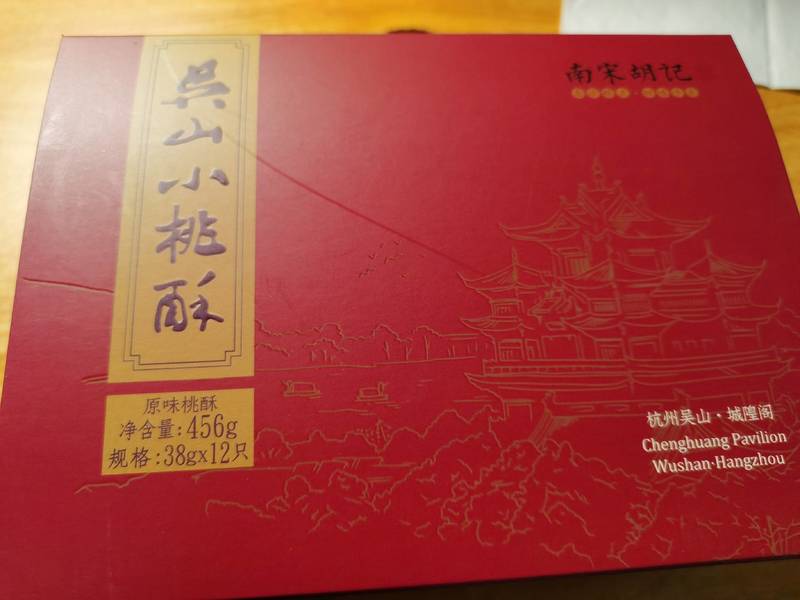 吳山小桃酥
原味桃酥
净含量:456g
规格:38gx12只
南宋胡記
杭州吴山·城隍阁
Chenghuang Pavilion
Wushan·Hangzhou